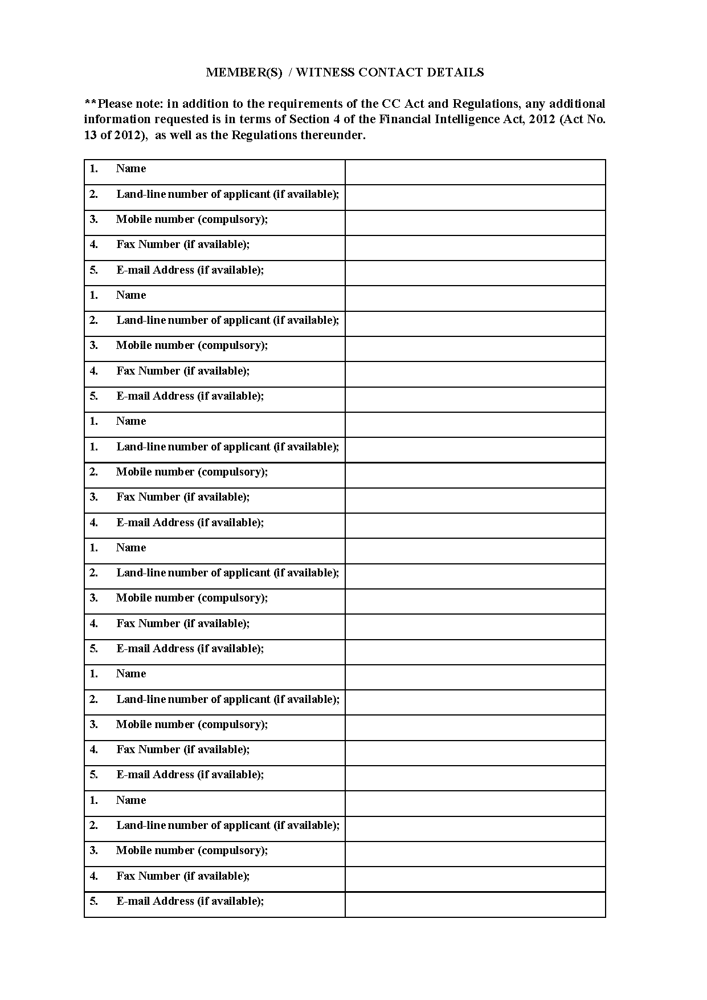 MEMBER(S) / WITNESS CONTACT DETAILS
**Please note: in addition to the requirements of the CC Act and Regulations, any additional
information requested is in terms of Section 4 of the Financial Intelligence Act, 2012 (Act No.
13 of 2012), as well as the Regulations thereunder.
1. Name
2. Land-line number of applicant (if available);
3. Mobile number (compulsory);
4. Fax Number (if available);
5. E-mail Address (if available);
1. Name
2. Land-line number of applicant (if available);
3. Mobile number (compulsory);
4. Fax Number (if available);
5. E-mail Address (if available);
1. Name
1. Land-line number of applicant (if available);
2. Mobile number (compulsory);
3. Fax Number (if available);
4. E-mail Address (if available);
1. Name
2. Land-line number of applicant (if available);
3. Mobile number (compulsory);
4. Fax Number (if available);
5. E-mail Address (if available);
1. Name
2. Land-line number of applicant (if available);
3. Mobile number (compulsory);
4. Fax Number (if available);
5. E-mail Address (if available);
1. Name
2. Land-line number of applicant (if available);
3. Mobile number (compulsory);
4. Fax Number (if available);
5. E-mail Address (if available);